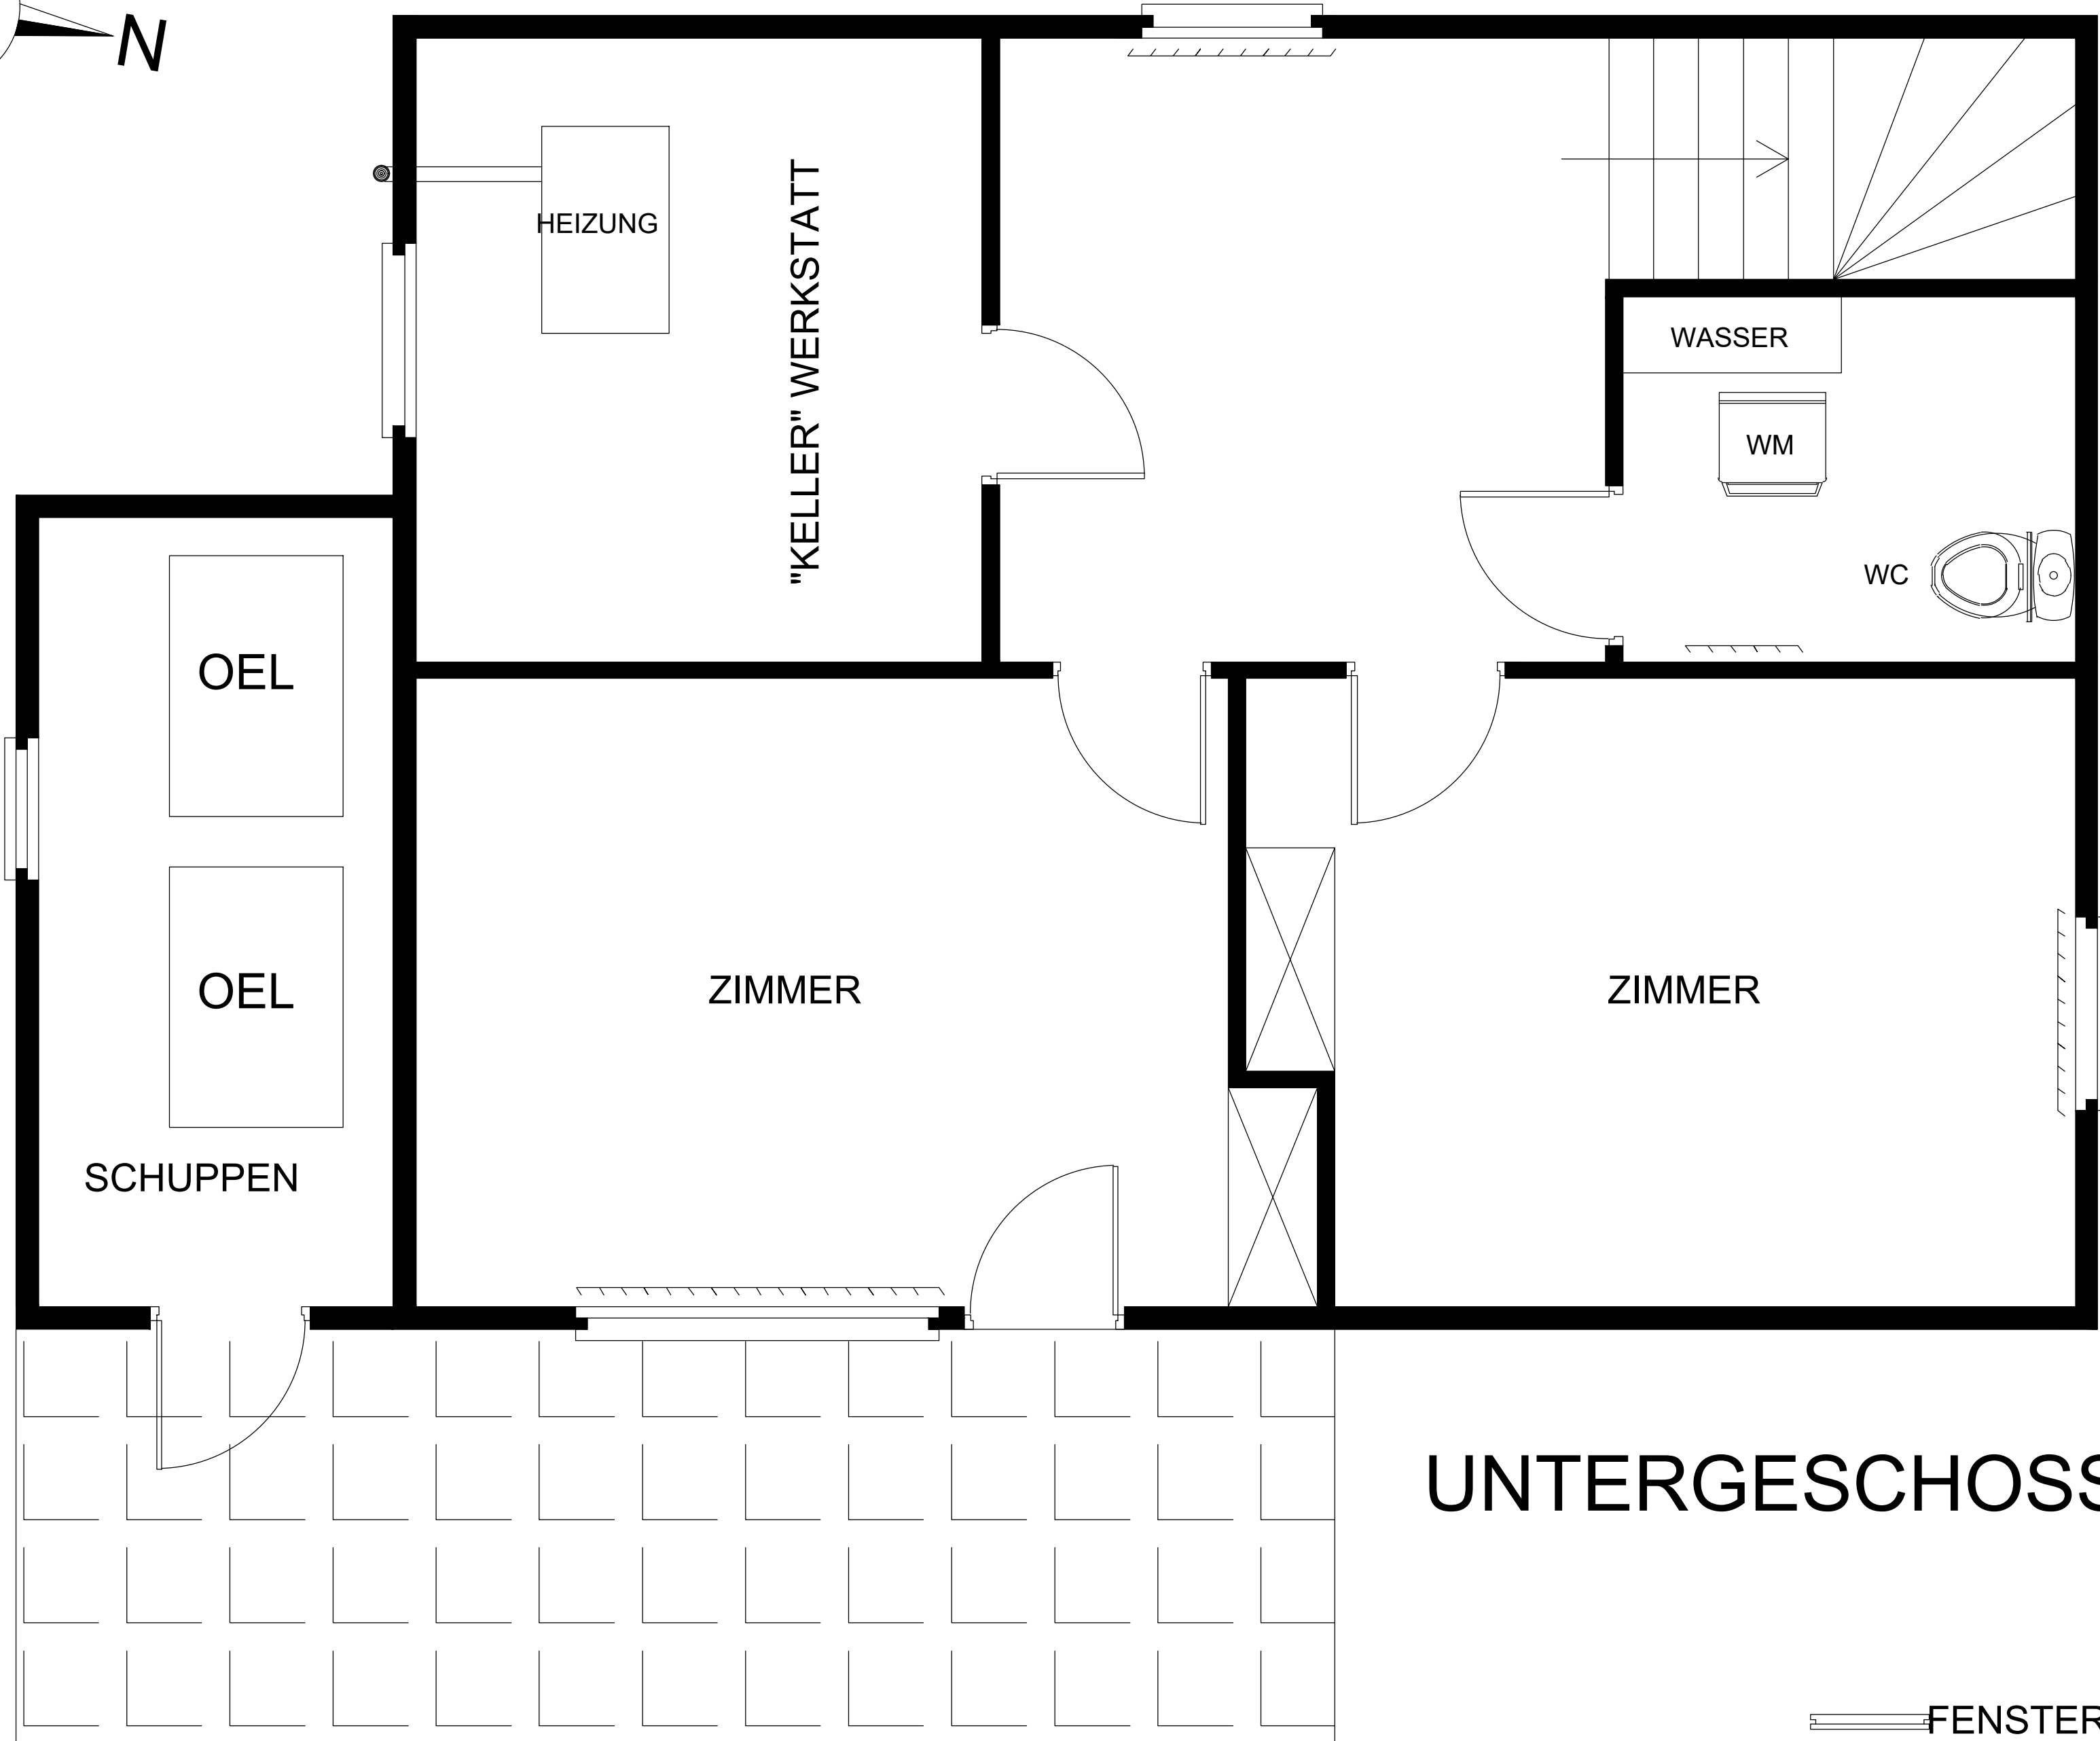 N
HEIZUNG
"KELLER" WERKSTATT
WASSER
WM
WC
OEL
OEL
ZIMMER
ZIMMER
SCHUPPEN
UNTERGESCHOSS
FENSTER